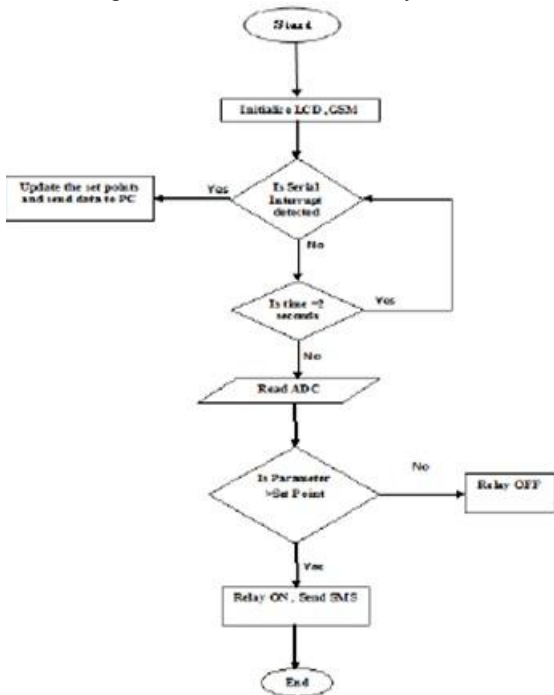 Start
Initialize LCD ,GSM
Is Serial
Interrupt
detected
Yes
Update the set points
and send data to PC
No
Is time =2
seconds
Yes
No
Read ADC
Is Parameter
>Set Point
No
Relay OFF
Yes
Relay ON , Send SMS
End